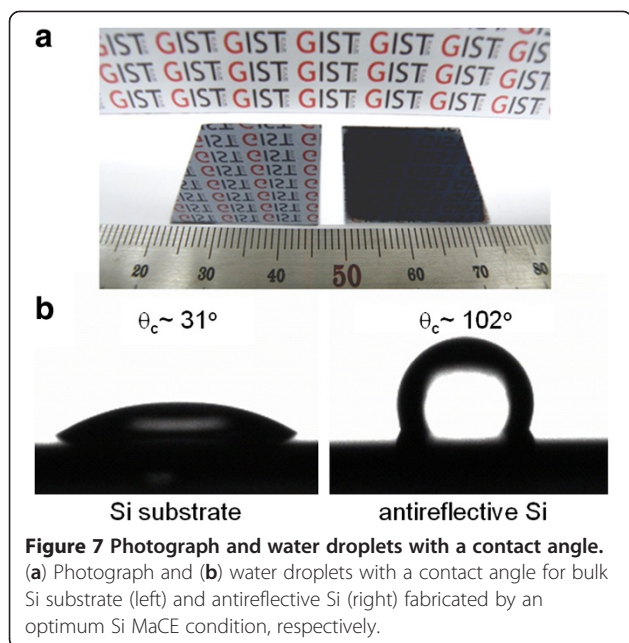 a
GIST GIST GIST GIST GIST GIST GIST
GIST GIST GIST GIST GIST GIST GIST
GIST GIST GIST GIST GIST GIST GIST
20 30 40 50 60 70 80
b
θc~ 31º
θc~ 102º
Si substrate
antireflective Si
Figure 7 Photograph and water droplets with a contact angle.
(a) Photograph and (b) water droplets with a contact angle for bulk
Si substrate (left) and antireflective Si (right) fabricated by an
optimum Si MaCE condition, respectively.